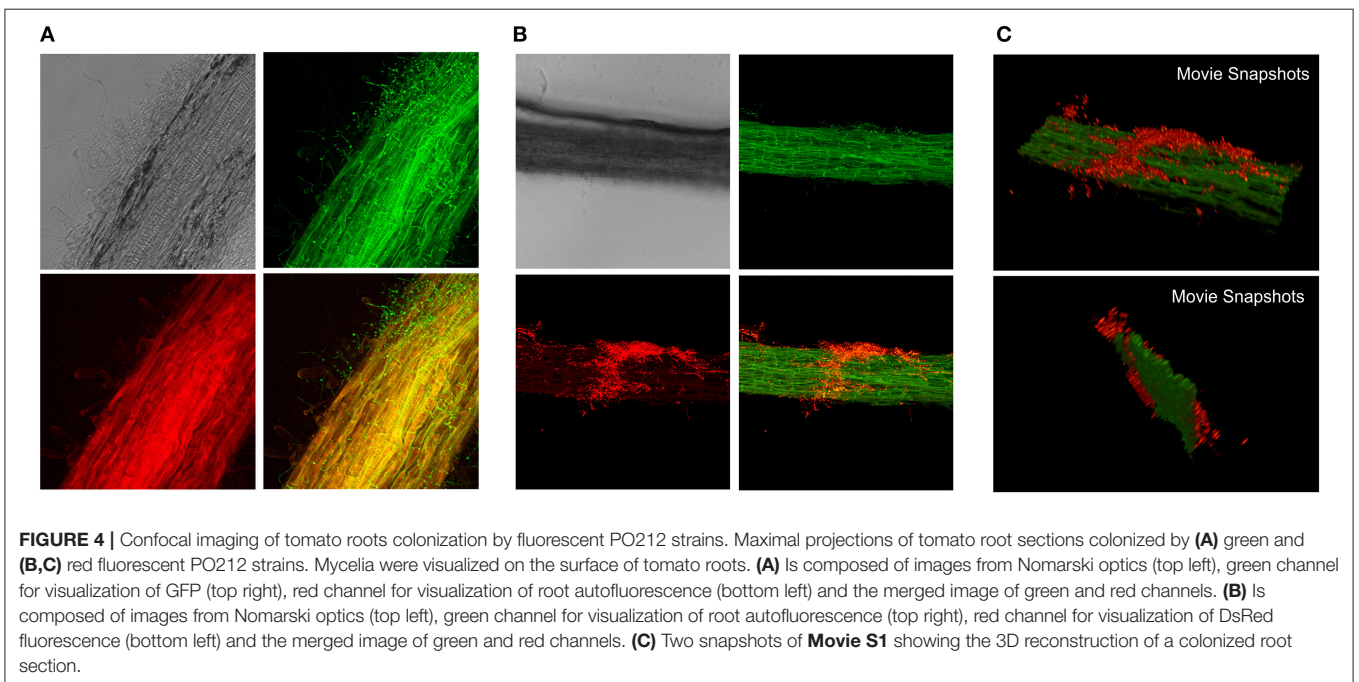 A
B
C
Movie Snapshots
Movie Snapshots
FIGURE 4 | Confocal imaging of tomato roots colonization by fluorescent PO212 strains. Maximal projections of tomato root sections colonized by (A) green and
(B,C) red fluorescent PO212 strains. Mycelia were visualized on the surface of tomato roots. (A) Is composed of images from Nomarski optics (top left), green channel
for visualization of GFP (top right), red channel for visualization of root autofluorescence (bottom left) and the merged image of green and red channels. (B) Is
composed of images from Nomarski optics (top left), green channel for visualization of root autofluorescence (top right), red channel for visualization of DsRed
fluorescence (bottom left) and the merged image of green and red channels. (C) Two snapshots of Movie S1 showing the 3D reconstruction of a colonized root
section.